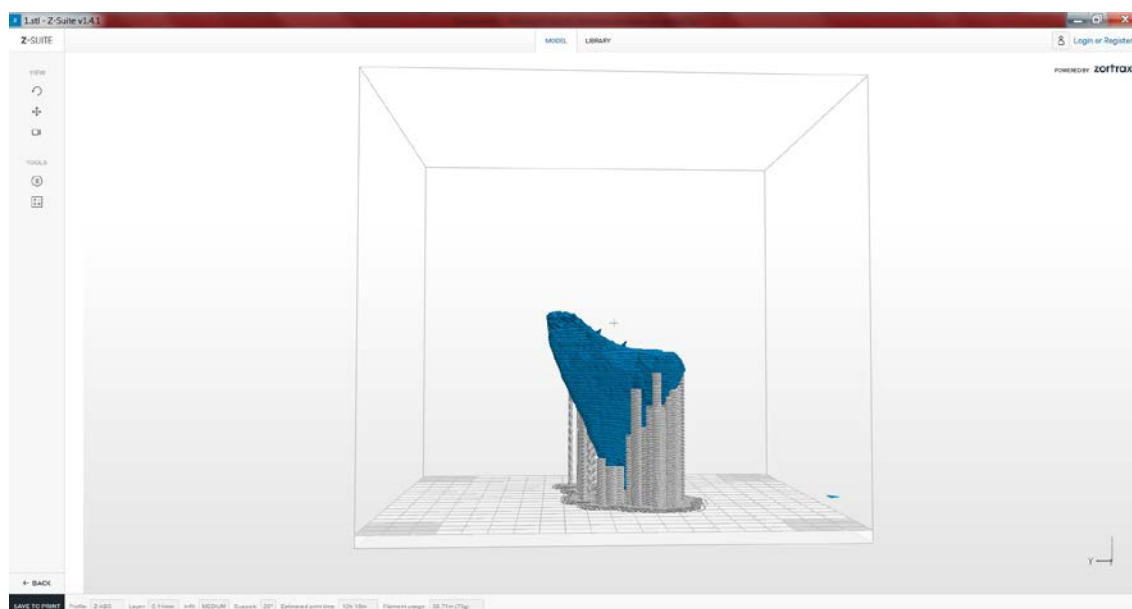 1.stl - Z-Suite v1.4.1
Z-SUITE
MODEL
LIBRARY
Login or Register
POWERED BY zortrax
VIEW
TOOLS
Y
← BACK
SAVE TO PRINT
Profile Z-ABS Layer MEDIUM Support 20° Estimated print time Filament usage